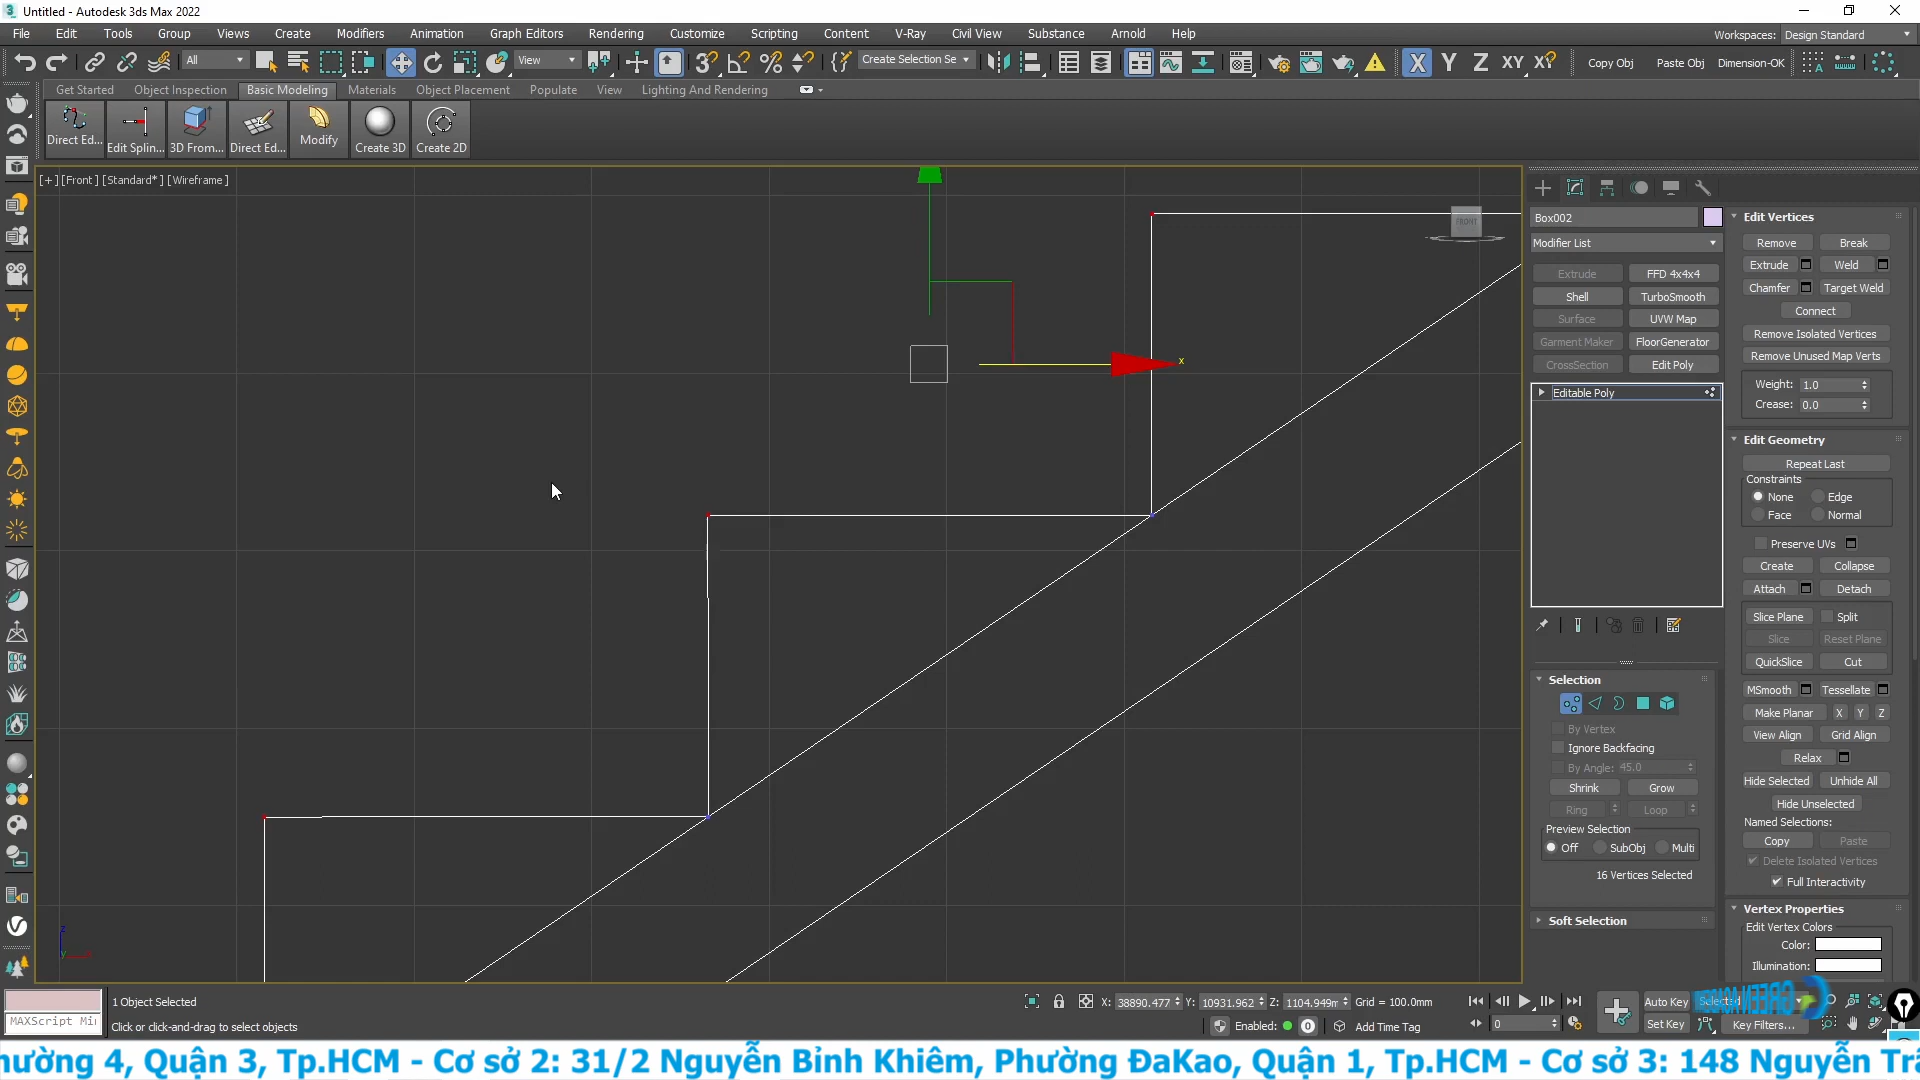 Untitled - Autodesk 3ds Max 2022
File Edit Tools Group Views Create Modifiers Animation Graph Editors Rendering Customize Scripting Content V-Ray Civil View Substance Arnold Help
Workspaces: Design Standard
All View Create Selection Se X Y Z XY XY Copy Obj Paste Obj Dimension-OK
Get Started Object Inspection Basic Modeling Materials Object Placement Populate View Lighting And Rendering
Direct Ed... Edit Splin... 3D From... Direct Ed... Modify Create 3D Create 2D
[+] [Front ] [Standard* ] [Wireframe ]
FRONT
x
z
y
Box002
Modifier List
Extrude FFD 4x4x4
Shell TurboSmooth
Surface UVW Map
Garment Maker FloorGenerator
CrossSection Edit Poly
Editable Poly
Selection
By Vertex
Ignore Backfacing
By Angle: 45.0
Shrink Grow
Ring Loop
Preview Selection
Off SubObj Multi
16 Vertices Selected
Soft Selection
Edit Vertices
Remove Break
Extrude Weld
Chamfer Target Weld
Connect
Remove Isolated Vertices
Remove Unused Map Verts
Weight: 1.0
Crease: 0.0
Edit Geometry
Repeat Last
Constraints
None Edge
Face Normal
Preserve UVs
Create Collapse
Attach Detach
Slice Plane Split
Slice Reset Plane
QuickSlice Cut
MSmooth Tessellate
Make Planar X Y Z
View Align Grid Align
Relax
Hide Selected Unhide All
Hide Unselected
Named Selections:
Copy Paste
Delete Isolated Vertices
Full Interactivity
Vertex Properties
Edit Vertex Colors
Color:
Illumination:
1 Object Selected
MAXScript Mi
Click or click-and-drag to select objects
X: 38890.477 Y: 10931.962 Z: 1104.949m Grid = 100.0mm
Enabled: 0 Add Time Tag
0
Auto Key Selected
Set Key Key Filters...
hường 4, Quận 3, Tp.HCM - Cơ sở 2: 31/2 Nguyễn Bỉnh Khiêm, Phường ĐaKao, Quận 1, Tp.HCM - Cơ sở 3: 148 Nguyễn Tr